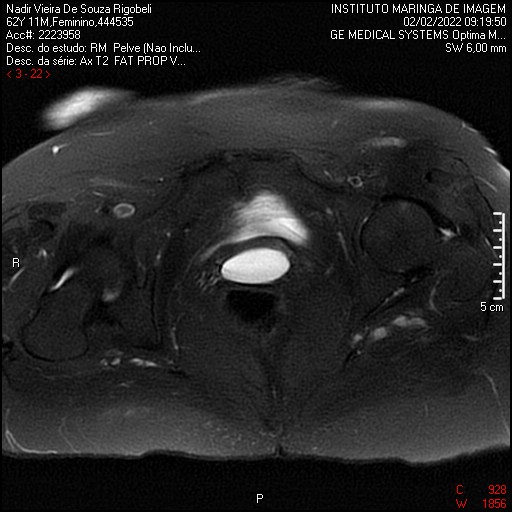 Nadir Vieira De Souza Rigobeli
62Y 11M,Feminino,444535
Acc#: 2223958
Desc. do estudo: RM Pelve (Nao Inclu...
Desc. da série: Ax T2 FAT PROP V...
< 3 - 22 >
INSTITUTO MARINGA DE IMAGEM
02/02/2022 09:19:50
GE MEDICAL SYSTEMS Optima M...
SW 6,00 mm
R
5 cm
P
C 928
W 1856